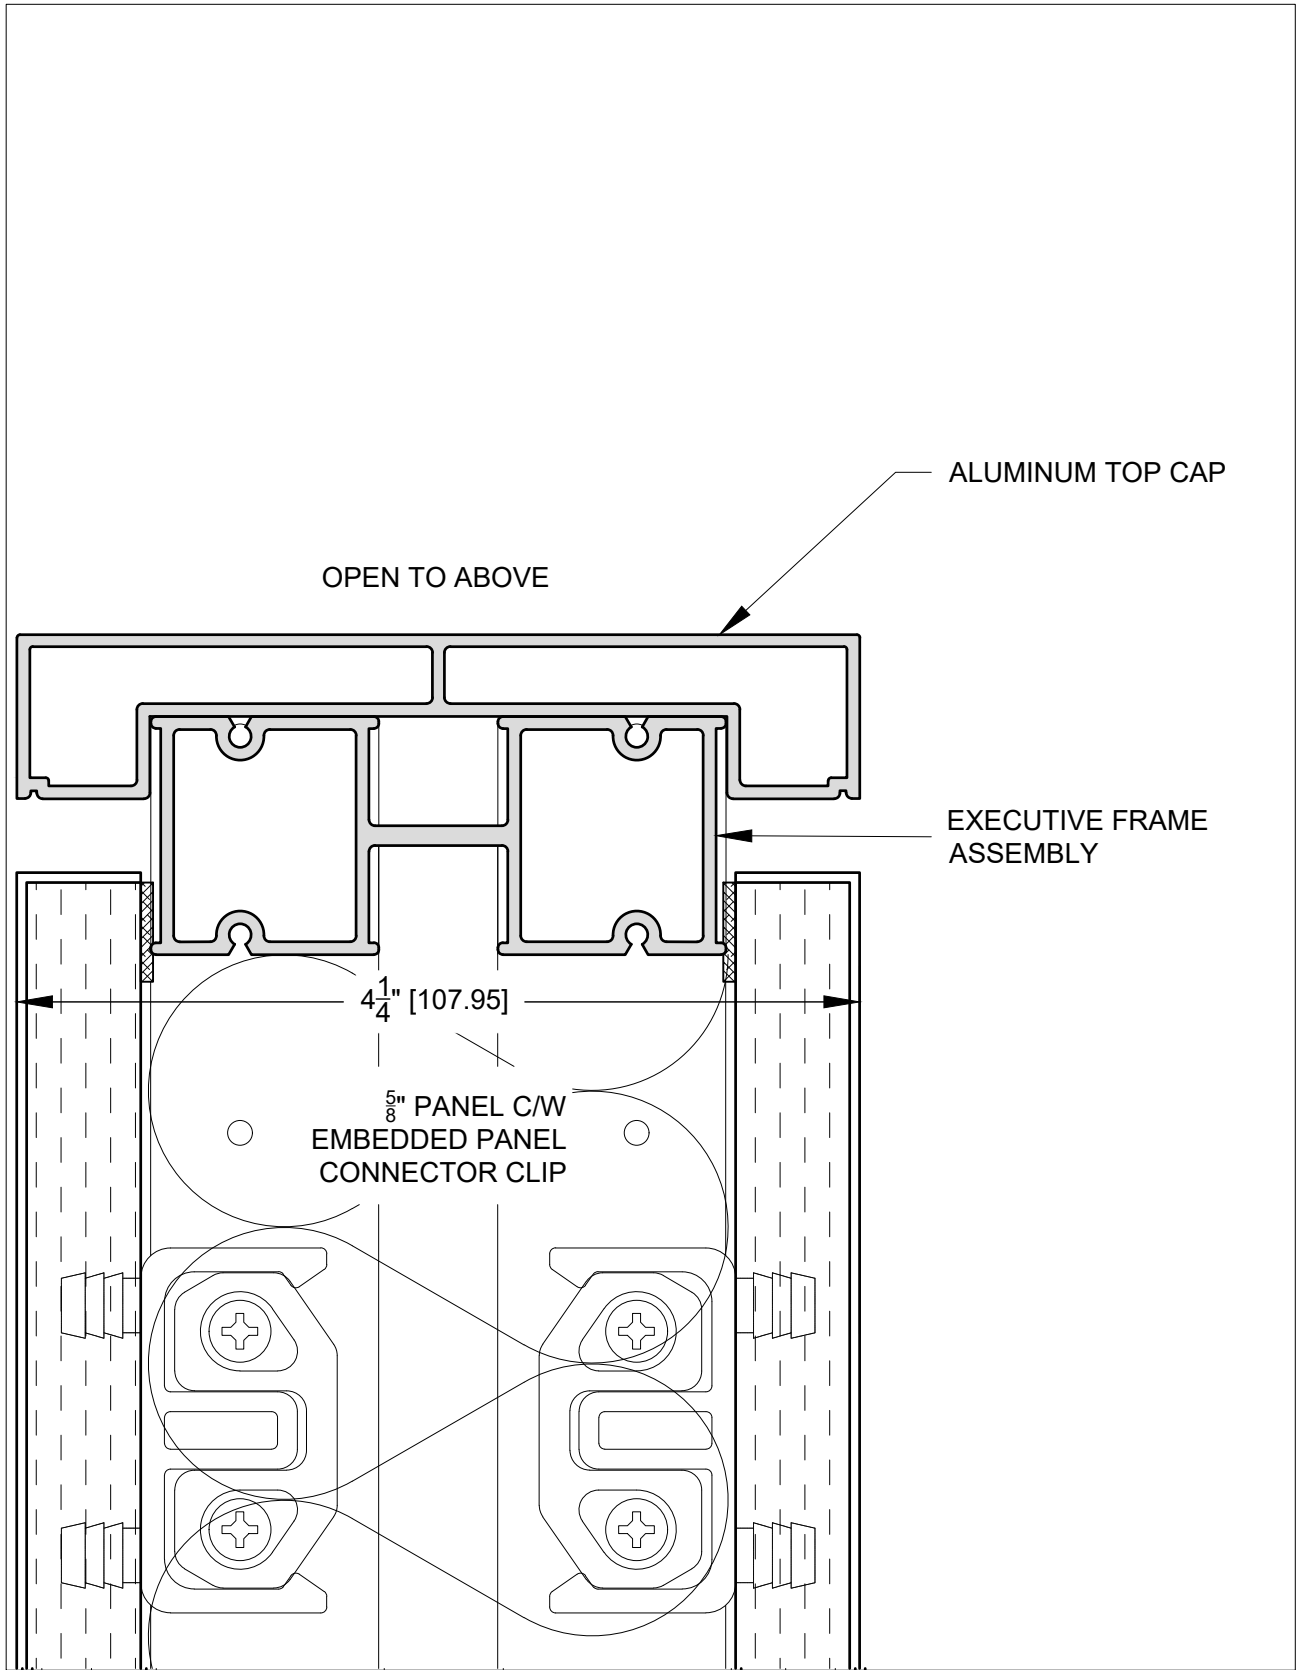 ALUMINUM TOP CAP
OPEN TO ABOVE
EXECUTIVE FRAME
ASSEMBLY
4 1/4" [107.95]
5/8" PANEL C/W
EMBEDDED PANEL
CONNECTOR CLIP